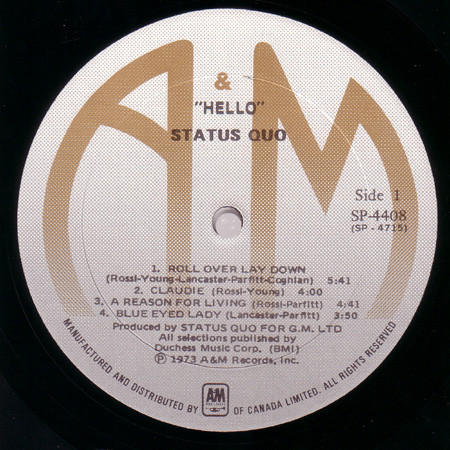 A & M
"HELLO"
STATUS QUO
Side 1
SP-4408
(SP - 4715)
1. ROLL OVER LAY DOWN
(Rossi-Young-Lancaster-Parfitt-Coghlan) 5:41
2. CLAUDIE (Rossi-Young) 4:00
3. A REASON FOR LIVING (Rossi-Parfitt) 4/41
4. BLUE EYED LADY (Lancaster-Parfitt) 3:50
Produced by STATUS QUO FOR G.M. LTD
All selections published by
Duchess Music Corp. (BMI)
Ⓟ 1973 A&M Records, Inc.
MANUFACTURED AND DISTRIBUTED BY A&M OF CANADA LIMITED. ALL RIGHTS RESERVED